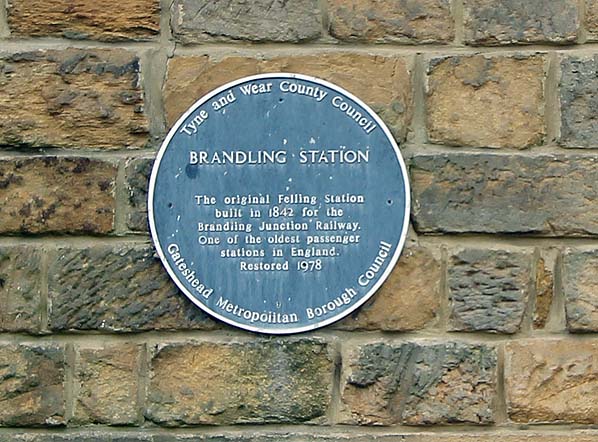 Tyne and Wear County Council
BRANDLING STATION
The original Felling Station
built in 1842 for the
Brandling Junction Railway.
One of the oldest passenger
stations in England.
Restored 1978
Gateshead Metropolitan Borough Council